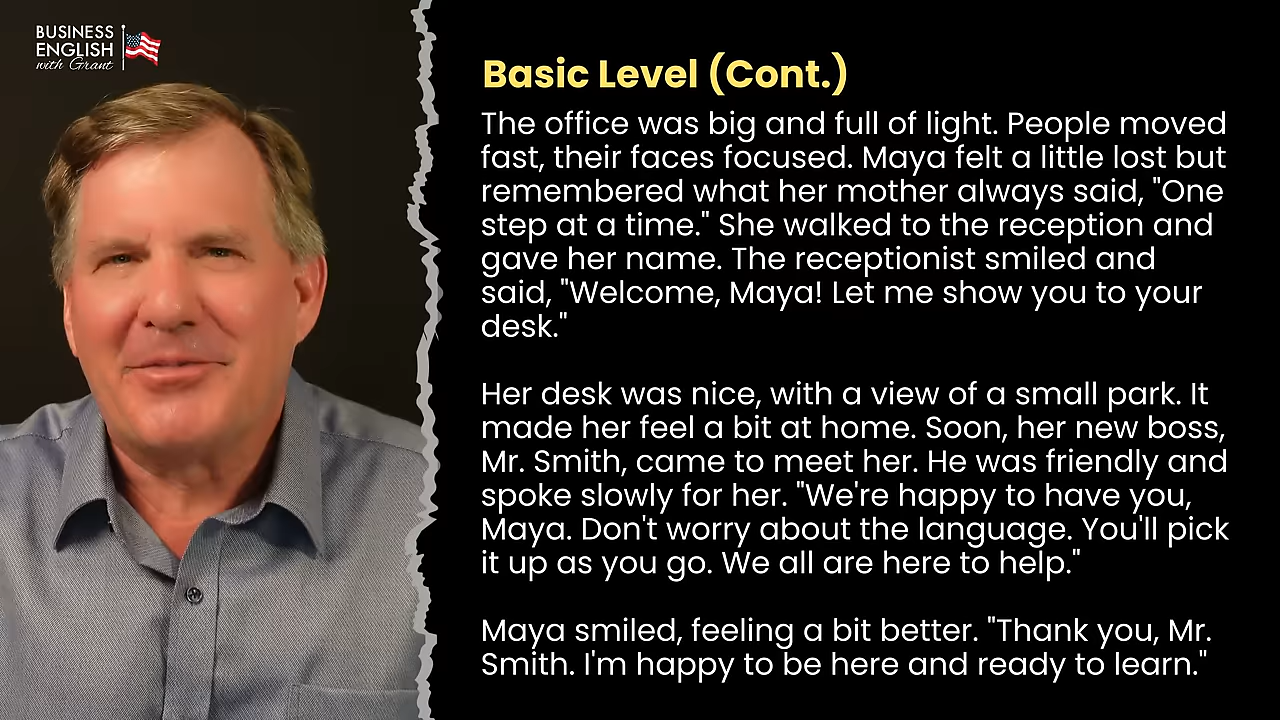 BUSINESS
ENGLISH
with Grant
Basic Level (Cont.)
The office was big and full of light. People moved
fast, their faces focused. Maya felt a little lost but
remembered what her mother always said, "One
step at a time." She walked to the reception and
gave her name. The receptionist smiled and
said, "Welcome, Maya! Let me show you to your
desk."
Her desk was nice, with a view of a small park. It
made her feel a bit at home. Soon, her new boss,
Mr. Smith, came to meet her. He was friendly and
spoke slowly for her. "We're happy to have you,
Maya. Don't worry about the language. You'll pick
it up as you go. We all are here to help."
Maya smiled, feeling a bit better. "Thank you, Mr.
Smith. I'm happy to be here and ready to learn."